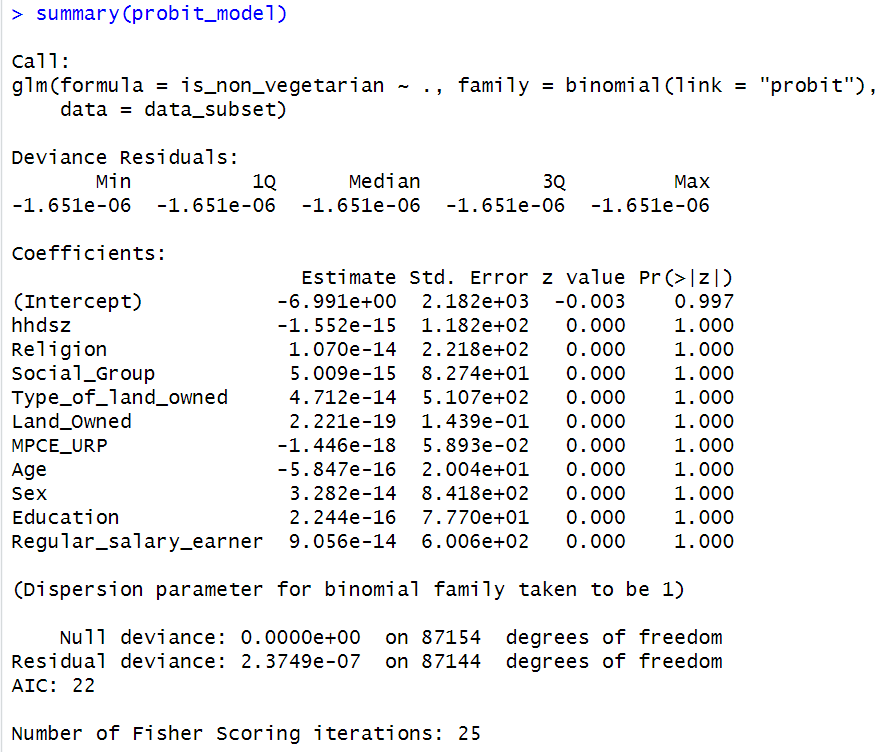 > summary(probit_model)

Call:
glm(formula = is_non_vegetarian ~ ., family = binomial(link = "probit"),
    data = data_subset)

Deviance Residuals:
       Min          1Q      Median          3Q         Max
-1.651e-06  -1.651e-06  -1.651e-06  -1.651e-06  -1.651e-06

Coefficients:
                        Estimate Std. Error z value Pr(>|z|)
(Intercept)           -6.991e+00  2.182e+03  -0.003    0.997
hhdsz                 -1.552e-15  1.182e+02   0.000    1.000
Religion               1.070e-14  2.218e+02   0.000    1.000
Social_Group           5.009e-15  8.274e+01   0.000    1.000
Type_of_land_owned     4.712e-14  5.107e+02   0.000    1.000
Land_Owned             2.221e-19  1.439e-01   0.000    1.000
MPCE_URP              -1.446e-18  5.893e-02   0.000    1.000
Age                   -5.847e-16  2.004e+01   0.000    1.000
Sex                    3.282e-14  8.418e+02   0.000    1.000
Education              2.244e-16  7.770e+01   0.000    1.000
Regular_salary_earner  9.056e-14  6.006e+02   0.000    1.000

(Dispersion parameter for binomial family taken to be 1)

    Null deviance: 0.0000e+00  on 87154  degrees of freedom
Residual deviance: 2.3749e-07  on 87144  degrees of freedom
AIC: 22

Number of Fisher Scoring iterations: 25